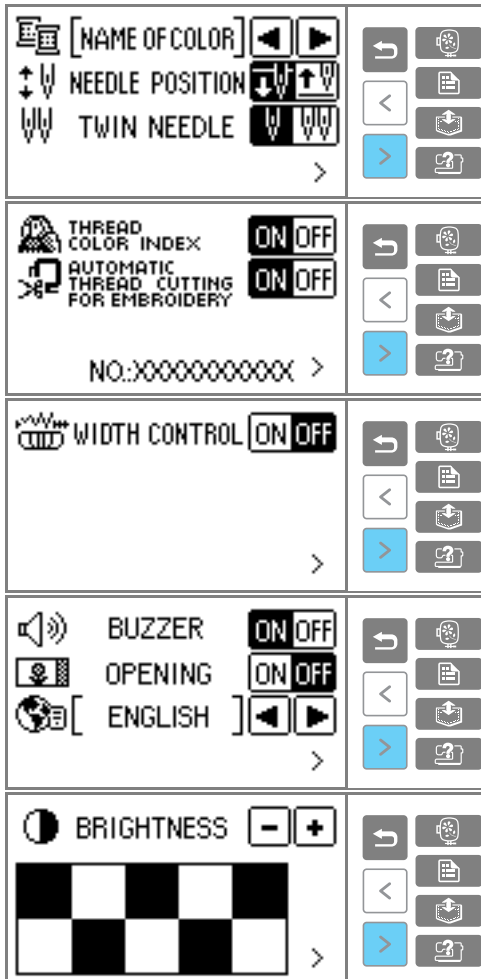 [NAME OF COLOR]
NEEDLE POSITION
TWIN NEEDLE
>
<
>
THREAD
COLOR INDEX
ON OFF
AUTOMATIC
THREAD CUTTING
FOR EMBROIDERY
ON OFF
NO.:XXXXXXXXXXX >
<
>
WIDTH CONTROL ON OFF
>
<
>
BUZZER ON OFF
OPENING ON OFF
[ ENGLISH ]
>
<
>
BRIGHTNESS - +
>
<
>